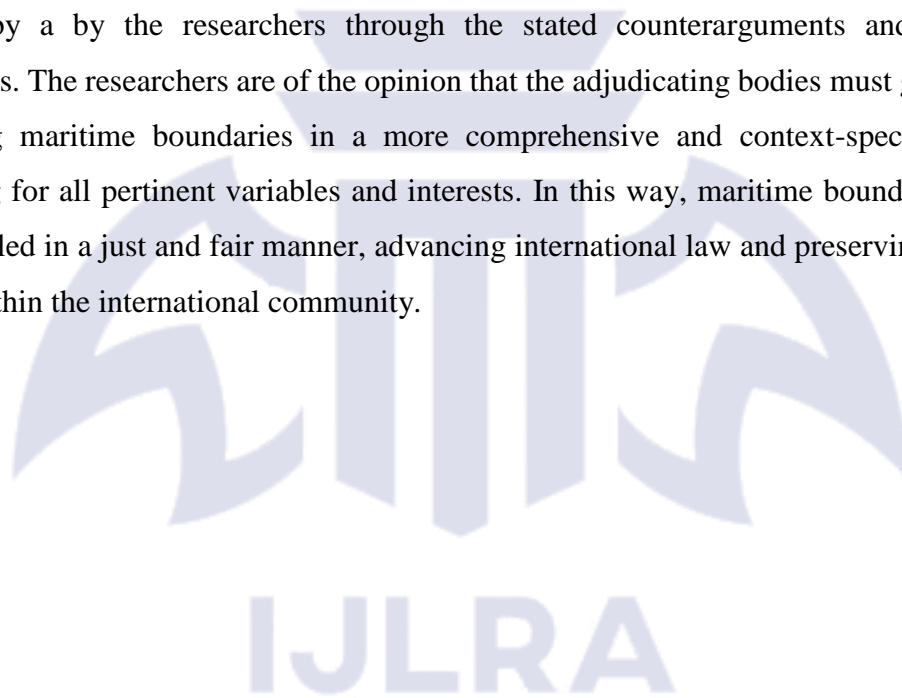 by a by the researchers through the stated counterarguments and
s. The researchers are of the opinion that the adjudicating bodies must
maritime boundaries in a more comprehensive and context-spec
for all pertinent variables and interests. In this way, maritime bound
led in a just and fair manner, advancing international law and preservin
thin the international community.
IJLRA